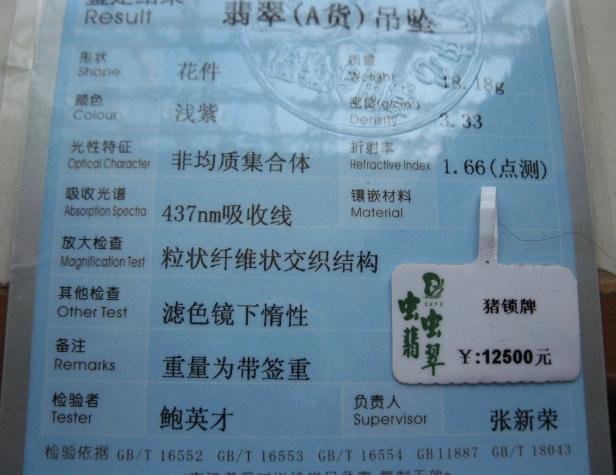 Result 翡翠(A货)吊坠
形状 Shape 花件 质量 Weight 18.18g
颜色 Colour 浅紫 密度(g/cm³) Density 3.33
光性特征 Optical Character 非均质集合体 折射率 Refractive Index 1.66(点测)
吸收光谱 Absorption Spectra 437nm吸收线 镶嵌材料 Material
放大检查 Magnification Test 粒状纤维状交织结构
其他检查 Other Test 滤色镜下惰性
备注 Remarks 重量为带签重
检验者 Tester 鲍英才 负责人 Supervisor 张新荣
检验依据 GB/T 16552 GB/T 16553 GB/T 16554 GB11887 GB/T 18043
虫虫翡翠
猪锁牌
¥:12500元